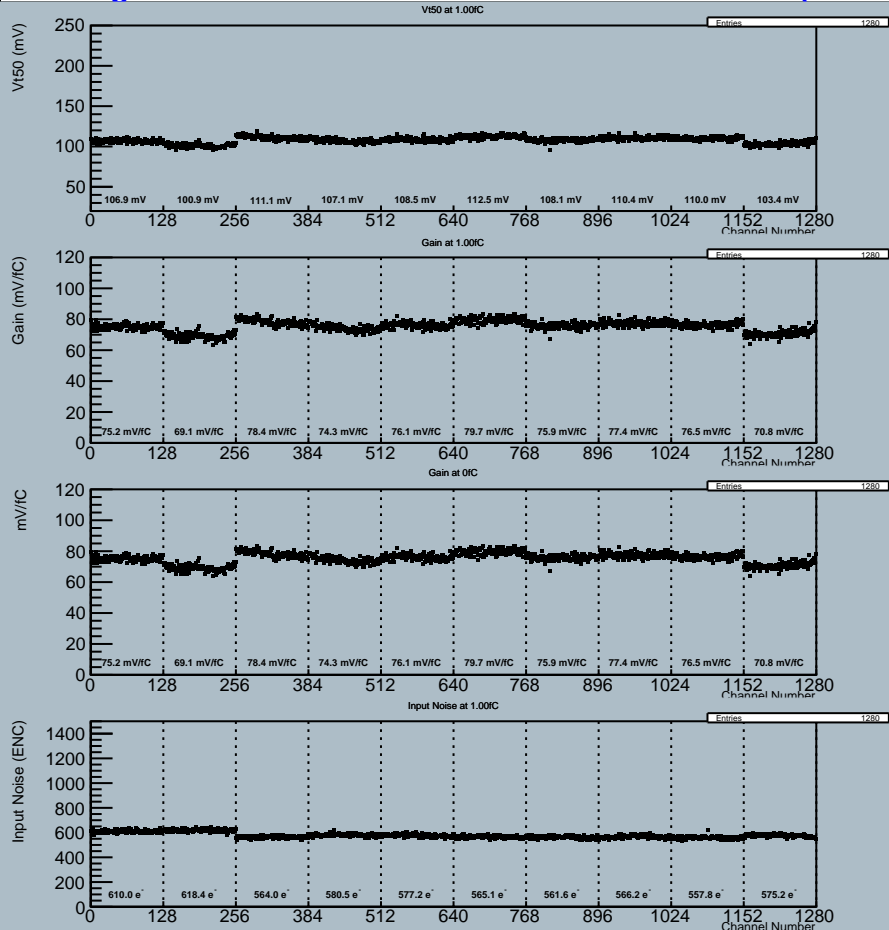 Vt50 at 1.00fC
Entries 1280
Vt50 (mV)
250
200
150
100
50
106.9 mV 100.9 mV 111.1 mV 107.1 mV 108.5 mV 112.5 mV 108.1 mV 110.4 mV 110.0 mV 103.4 mV
0 128 256 384 512 640 768 896 1024 1152 1280
Channel Number
Gain at 1.00fC
Entries 1280
Gain (mV/fC)
120
100
80
60
40
20
0
75.2 mV/fC 69.1 mV/fC 78.4 mV/fC 74.3 mV/fC 76.1 mV/fC 79.7 mV/fC 75.9 mV/fC 77.4 mV/fC 76.5 mV/fC 70.8 mV/fC
0 128 256 384 512 640 768 896 1024 1152 1280
Channel Number
Gain at 0fC
Entries 1280
mV/fC
120
100
80
60
40
20
0
75.2 mV/fC 69.1 mV/fC 78.4 mV/fC 74.3 mV/fC 76.1 mV/fC 79.7 mV/fC 75.9 mV/fC 77.4 mV/fC 76.5 mV/fC 70.8 mV/fC
0 128 256 384 512 640 768 896 1024 1152 1280
Channel Number
Input Noise at 1.00fC
Entries 1280
Input Noise (ENC)
1400
1200
1000
800
600
400
200
0
610.0 e⁻ 618.4 e⁻ 564.0 e⁻ 580.5 e⁻ 577.2 e⁻ 565.1 e⁻ 561.6 e⁻ 566.2 e⁻ 557.8 e⁻ 575.2 e⁻
0 128 256 384 512 640 768 896 1024 1152 1280
Channel Number